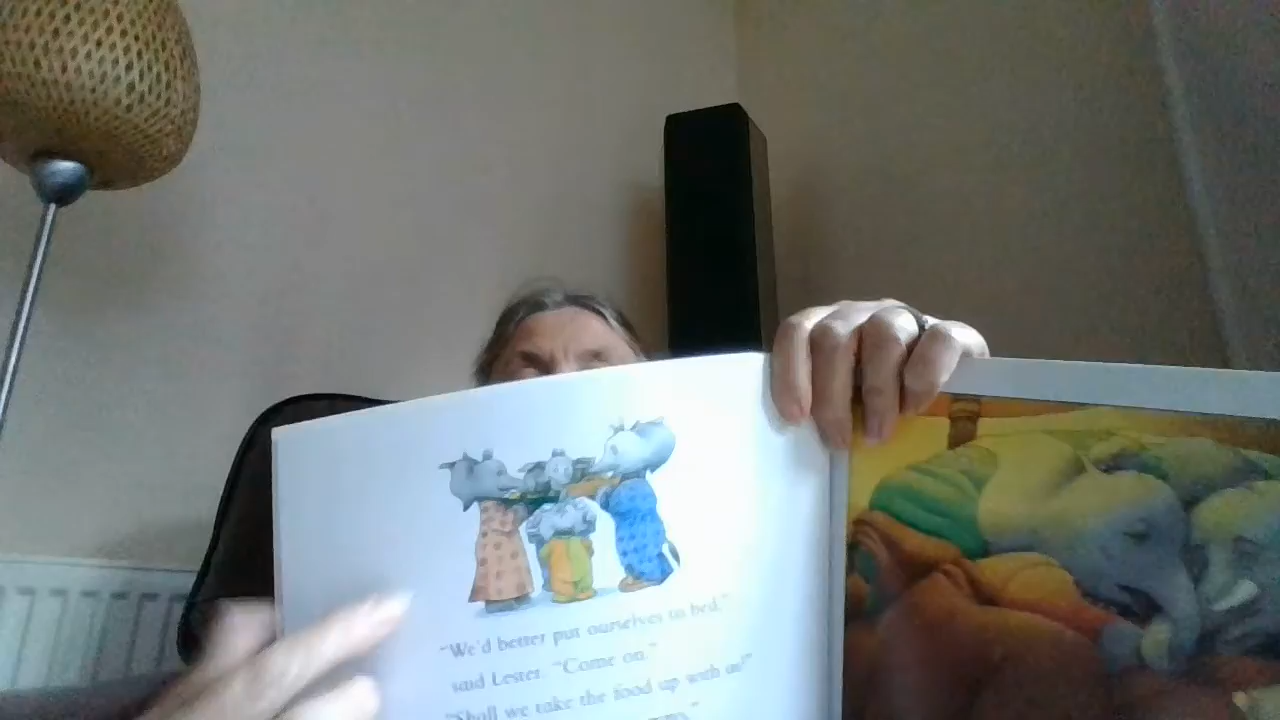 "We'd better put ourselves to bed,"
said Lester. "Come on."
"Shall we take the food up with us?"